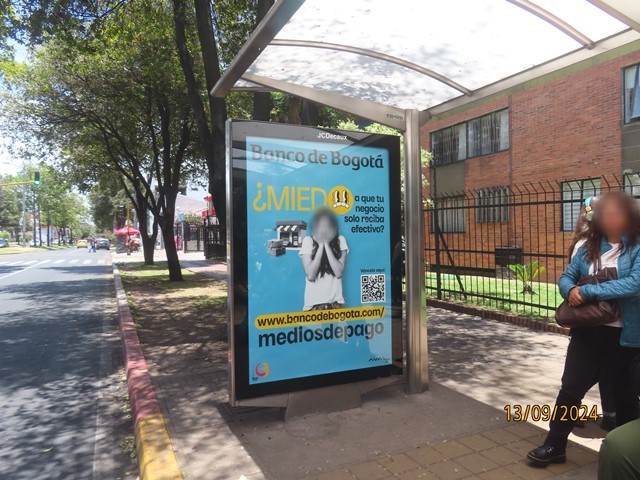 JCDecaux
Banco de Bogotá
¿MIEDO
a que tu
negocio
solo reciba
efectivo?
www.bancodebogota.com/
mediosdepago
13/09/2024